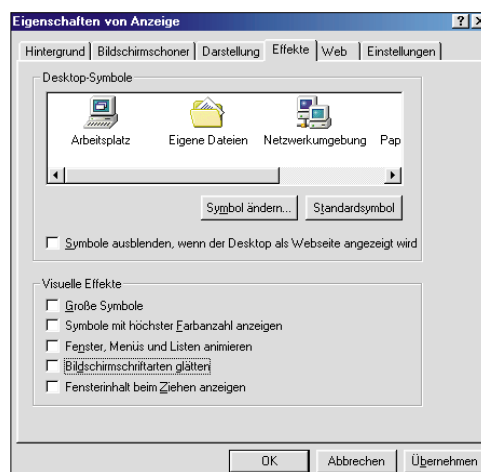 Eigenschaften von Anzeige
Hintergrund Bildschirmschoner Darstellung Effekte Web Einstellungen
Desktop-Symbole
Arbeitsplatz Eigene Dateien Netzwerkumgebung Pap
Symbol ändern... Standardsymbol
Symbole ausblenden, wenn der Desktop als Webseite angezeigt wird
Visuelle Effekte
Große Symbole
Symbole mit höchster Farbanzahl anzeigen
Fenster, Menüs und Listen animieren
Bildschirmschriftarten glätten
Fensterinhalt beim Ziehen anzeigen
OK Abbrechen Übernehmen